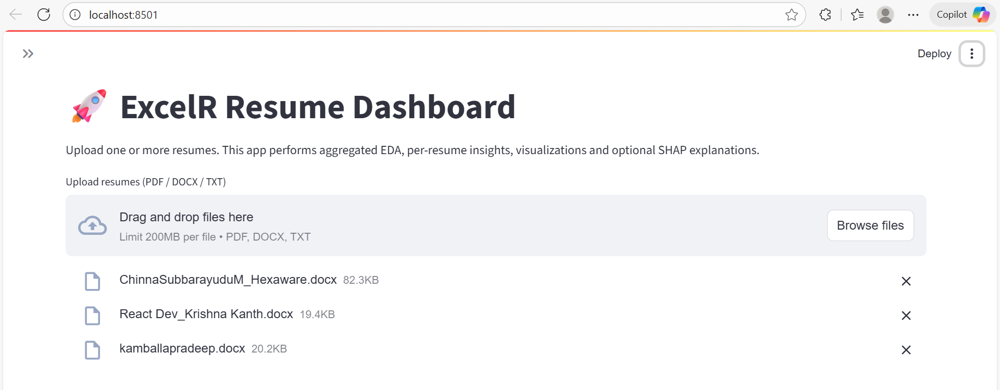 localhost:8501
Copilot
Deploy
ExcelR Resume Dashboard
Upload one or more resumes. This app performs aggregated EDA, per-resume insights, visualizations and optional SHAP explanations.
Upload resumes (PDF / DOCX / TXT)
Drag and drop files here
Limit 200MB per file • PDF, DOCX, TXT
Browse files
ChinnaSubbarayuduM_Hexaware.docx 82.3KB
React Dev_Krishna Kanth.docx 19.4KB
kamballapradeep.docx 20.2KB